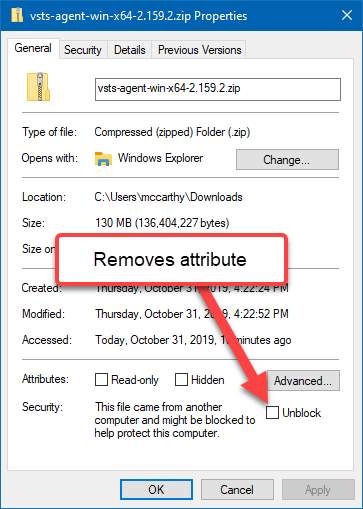 vsts-agent-win-x64-2.159.2.zip Properties
General Security Details Previous Versions
vsts-agent-win-x64-2.159.2.zip
Type of file: Compressed (zipped) Folder (.zip)
Opens with: Windows Explorer Change...
Location: C:\Users\mccarthy\Downloads
Size: 130 MB (136,404,227 bytes)
Size on
Removes attribute
Created: Thursday, October 31, 2019, 4:22:24 PM
Modified: Thursday, October 31, 2019, 4:22:52 PM
Accessed: Today, October 31, 2019, minutes ago
Attributes: Read-only Hidden Advanced...
Security: This file came from another
computer and might be blocked to
help protect this computer.
Unblock
OK Cancel Apply